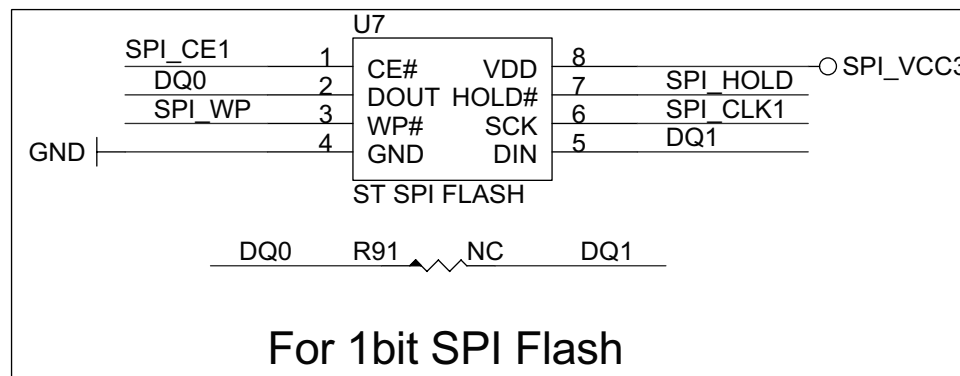 U7
SPI_CE1 1 CE# VDD 8 SPI_VCC3
DQ0 2 DOUT HOLD# 7 SPI_HOLD
SPI_WP 3 WP# SCK 6 SPI_CLK1
GND 4 GND DIN 5 DQ1
ST SPI FLASH
DQ0 R91 NC DQ1
For 1bit SPI Flash